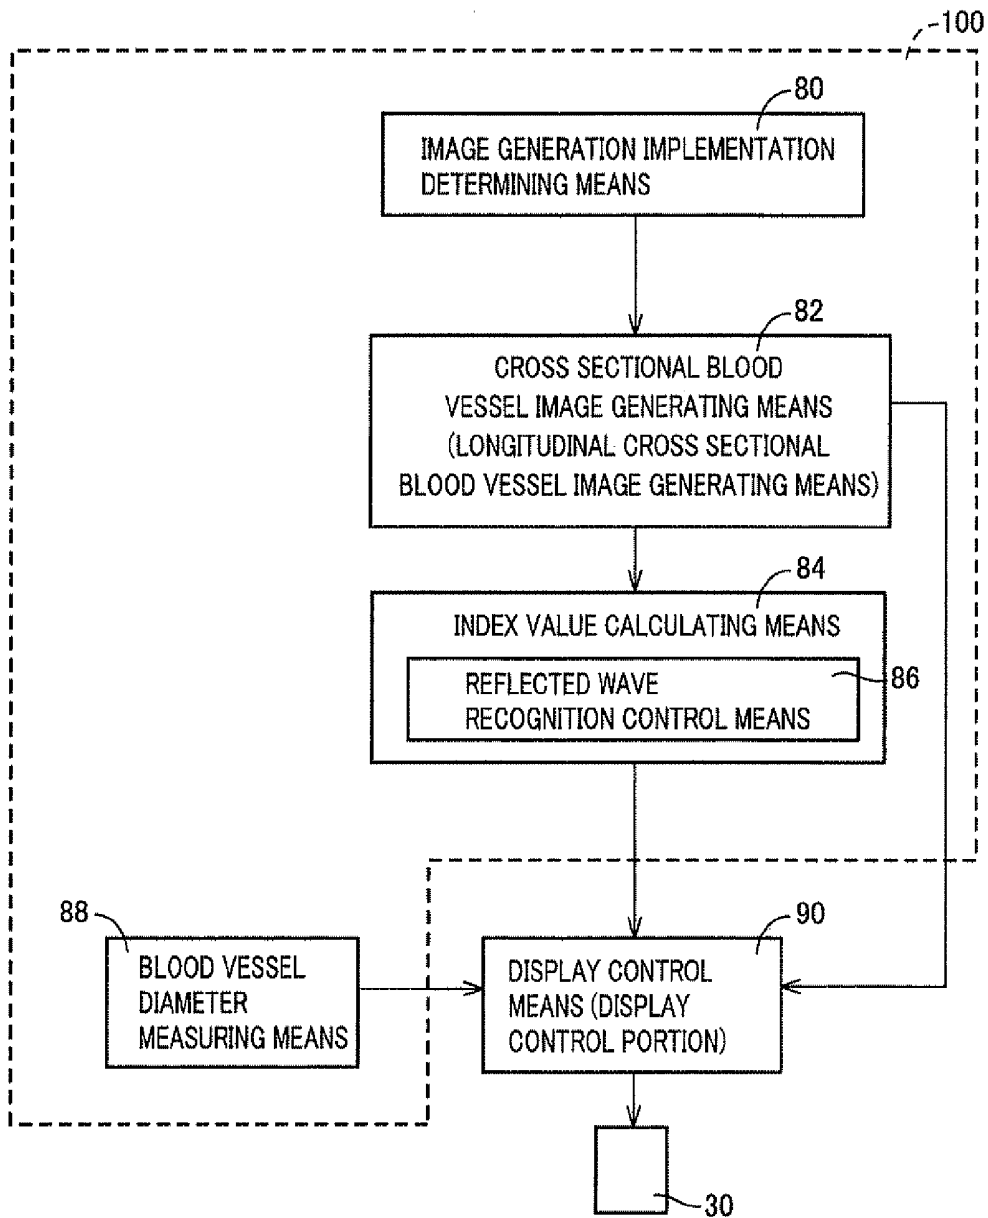 100
80
IMAGE GENERATION IMPLEMENTATION
DETERMINING MEANS
82
CROSS SECTIONAL BLOOD
VESSEL IMAGE GENERATING MEANS
(LONGITUDINAL CROSS SECTIONAL
BLOOD VESSEL IMAGE GENERATING MEANS)
84
INDEX VALUE CALCULATING MEANS
86
REFLECTED WAVE
RECOGNITION CONTROL MEANS
88
BLOOD VESSEL
DIAMETER
MEASURING MEANS
90
DISPLAY CONTROL
MEANS (DISPLAY
CONTROL PORTION)
30